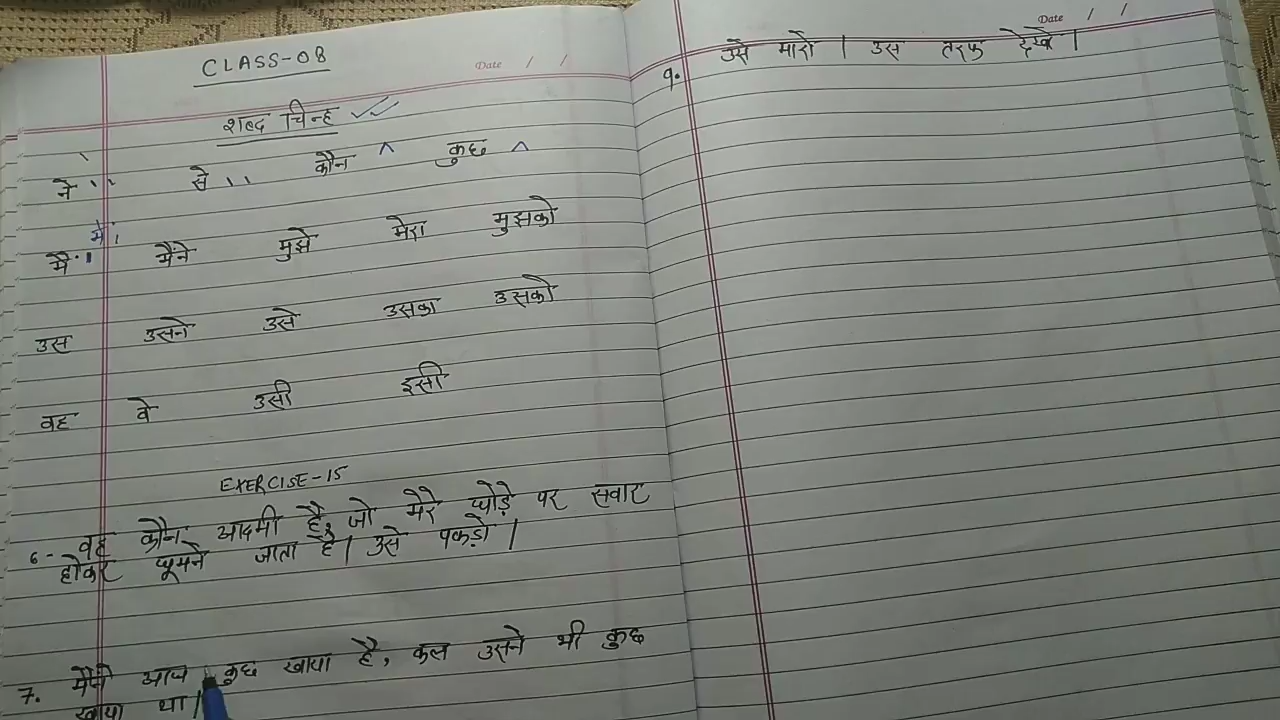 CLASS-08
Date / /
शब्द चिन्ह
ने से कौन कुछ
में
मैं मैंने मुझे मेरा मुझको
उस उसने उसे उसका उसको
वह वे उसी इसी
EXERCISE-15
6- वह कौन आदमी है, जो मेरे घोड़े पर सवार
होकर घूमने जाता है। उसे पकड़ो।
7. मैंने आज कुछ खाया है, कल उसने भी कुछ
खाया था।
Date / /
उसे मारो। उस तरफ देखो।
9.